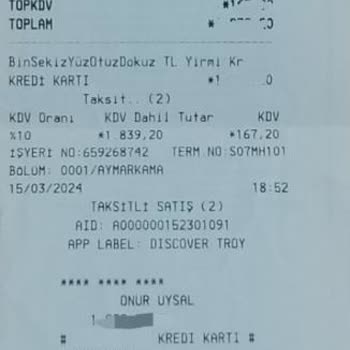 TOPKDV
TOPLAM
BinSekizYüzOtuzDokuz TL Yirmi Kr
KREDİ KARTI
Taksit.. (2)
KDV Oranı KDV Dahil Tutar KDV
%10 *1.839,20 *167,20
İŞYERİ NO:659268742 TERM NO:S07MH101
BÖLÜM: 0001/AYMARKAMA
15/03/2024 18:52
TAKSİTLİ SATIŞ (2)
AID: A0000000152301091
APP LABEL: DISCOVER TROY
**** **** ****
ONUR UYSAL
# KREDİ KARTI #